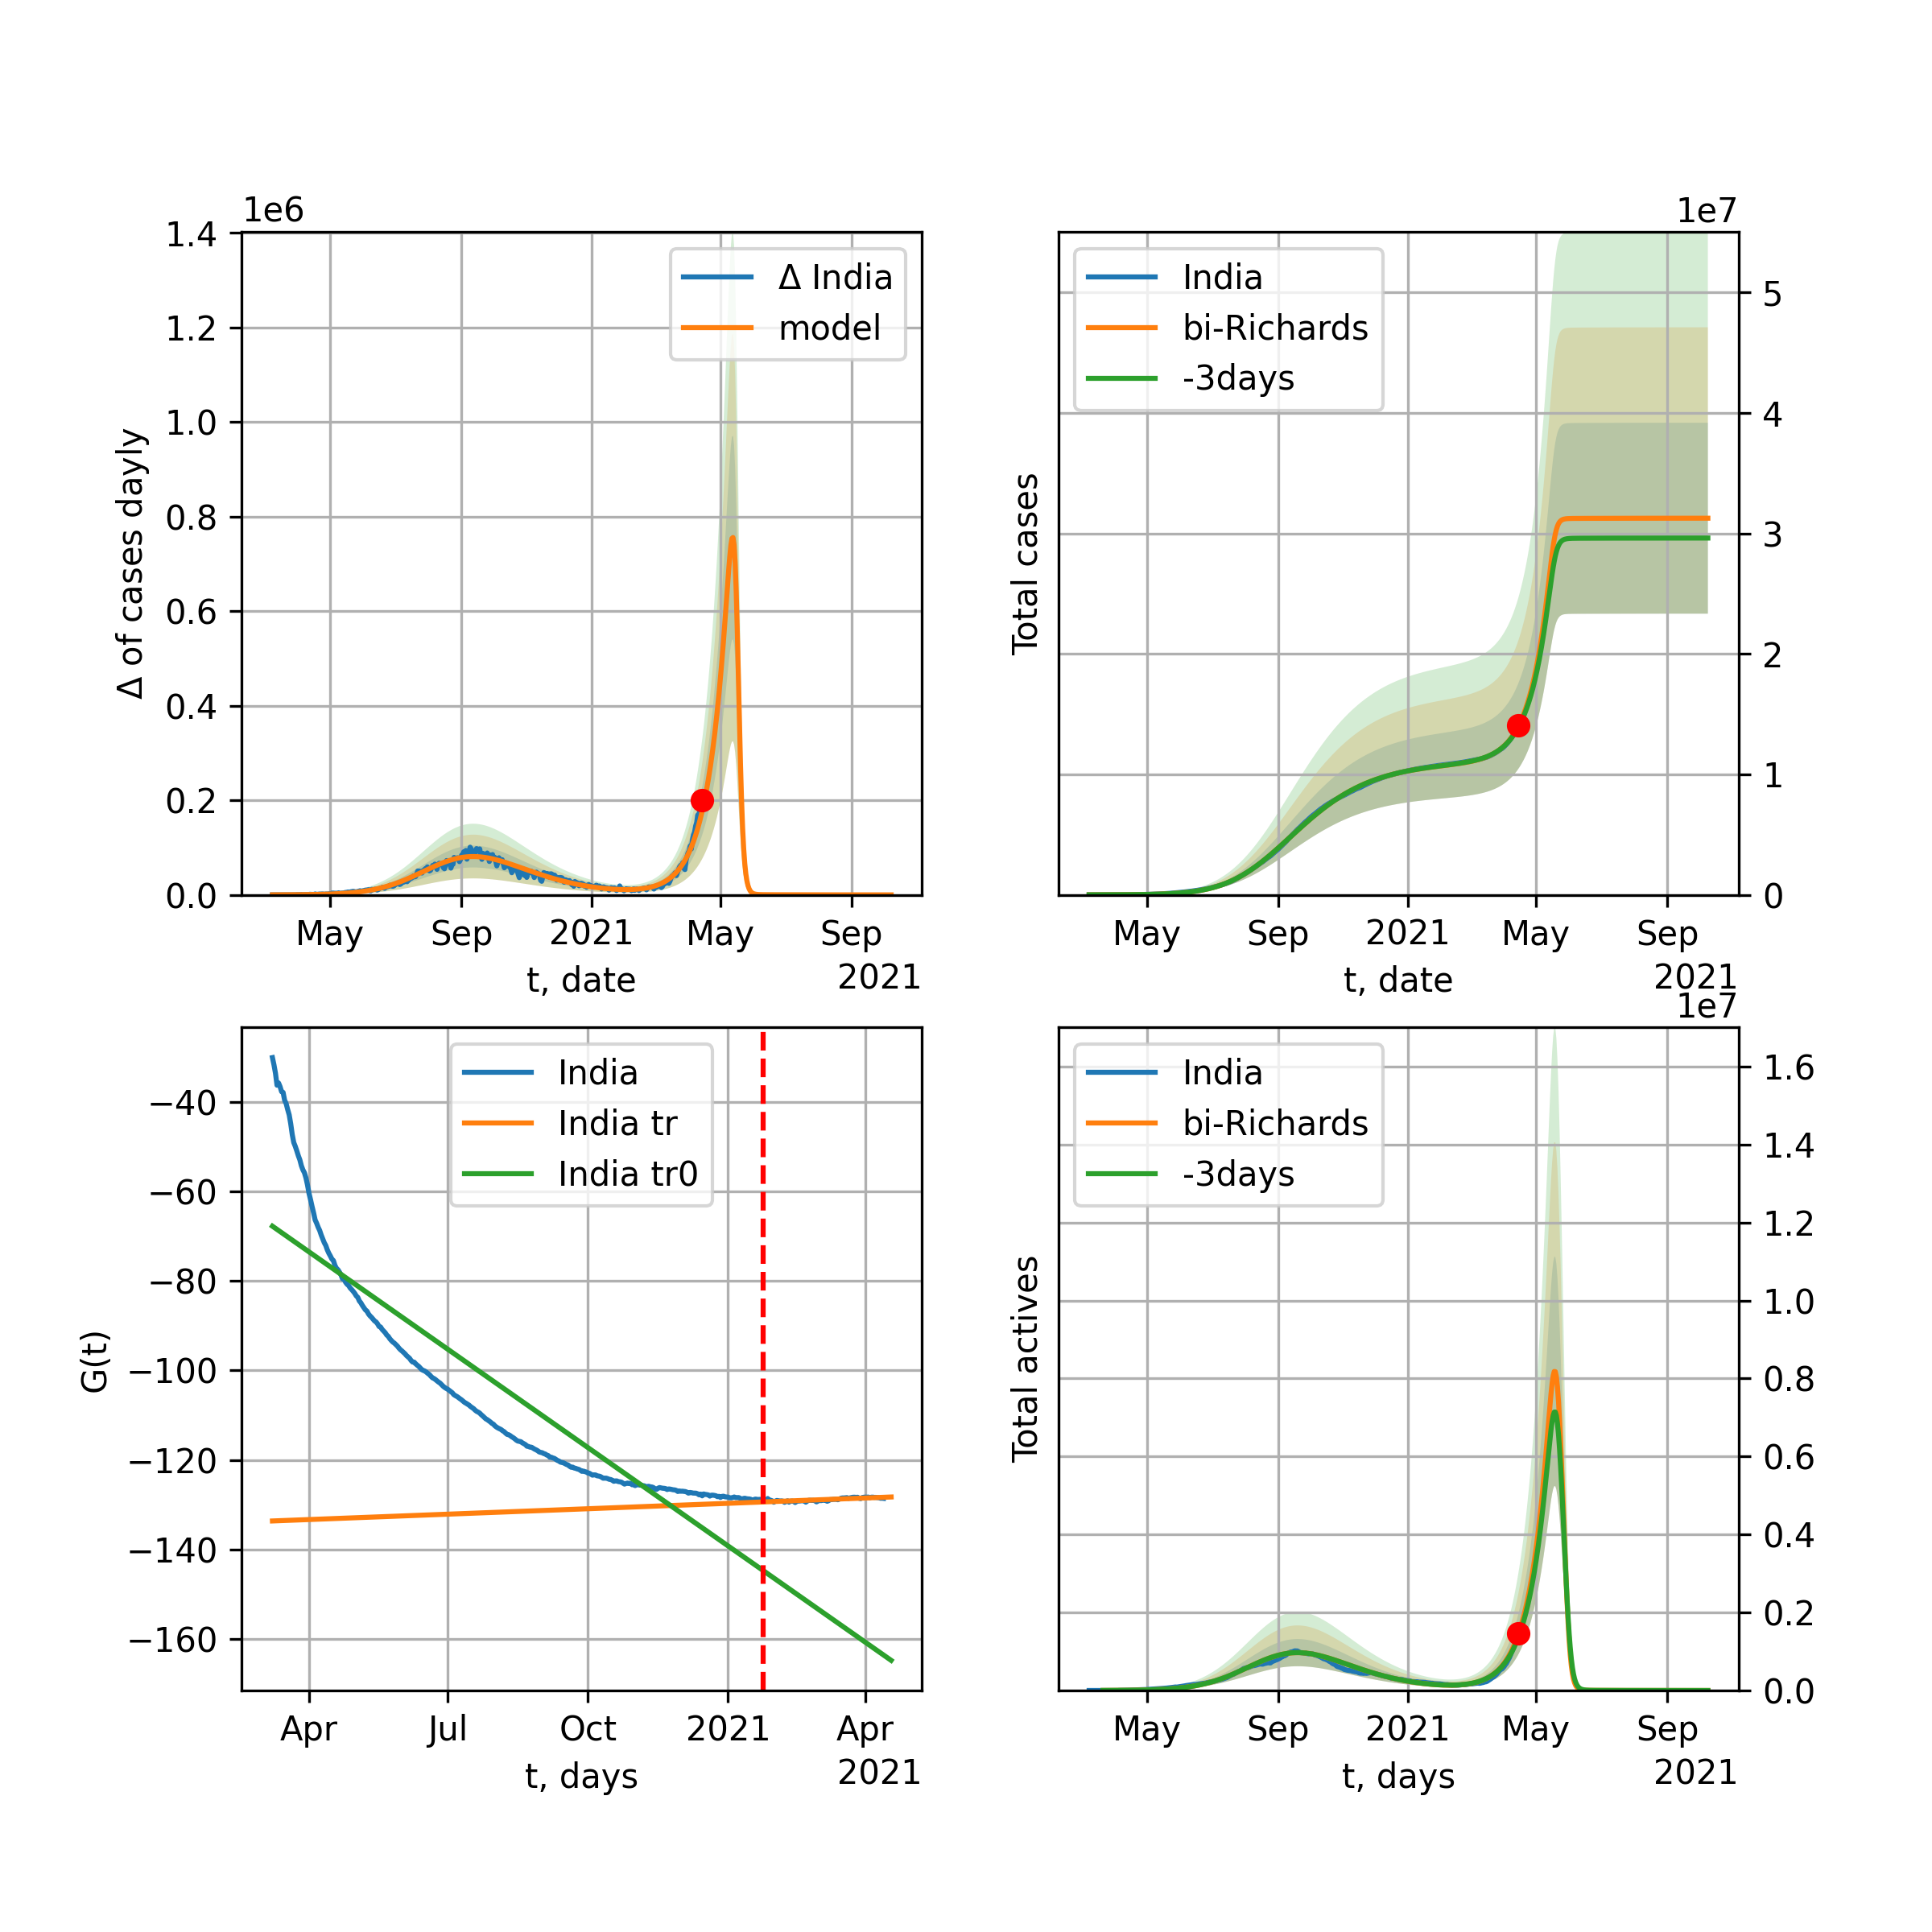 1e6
1.4
1.2
1.0
0.8
0.6
0.4
0.2
0.0
Δ of cases dayly
Δ India
model
May
Sep
2021
May
Sep
t, date
2021
1e7
India
bi-Richards
-3days
Total cases
5
4
3
2
1
0
May
Sep
2021
May
Sep
t, date
2021
−40
−60
−80
−100
−120
−140
−160
G(t)
India
India tr
India tr0
Apr
Jul
Oct
2021
Apr
t, days
2021
1e7
India
bi-Richards
-3days
Total actives
1.6
1.4
1.2
1.0
0.8
0.6
0.4
0.2
0.0
May
Sep
2021
May
Sep
t, days
2021